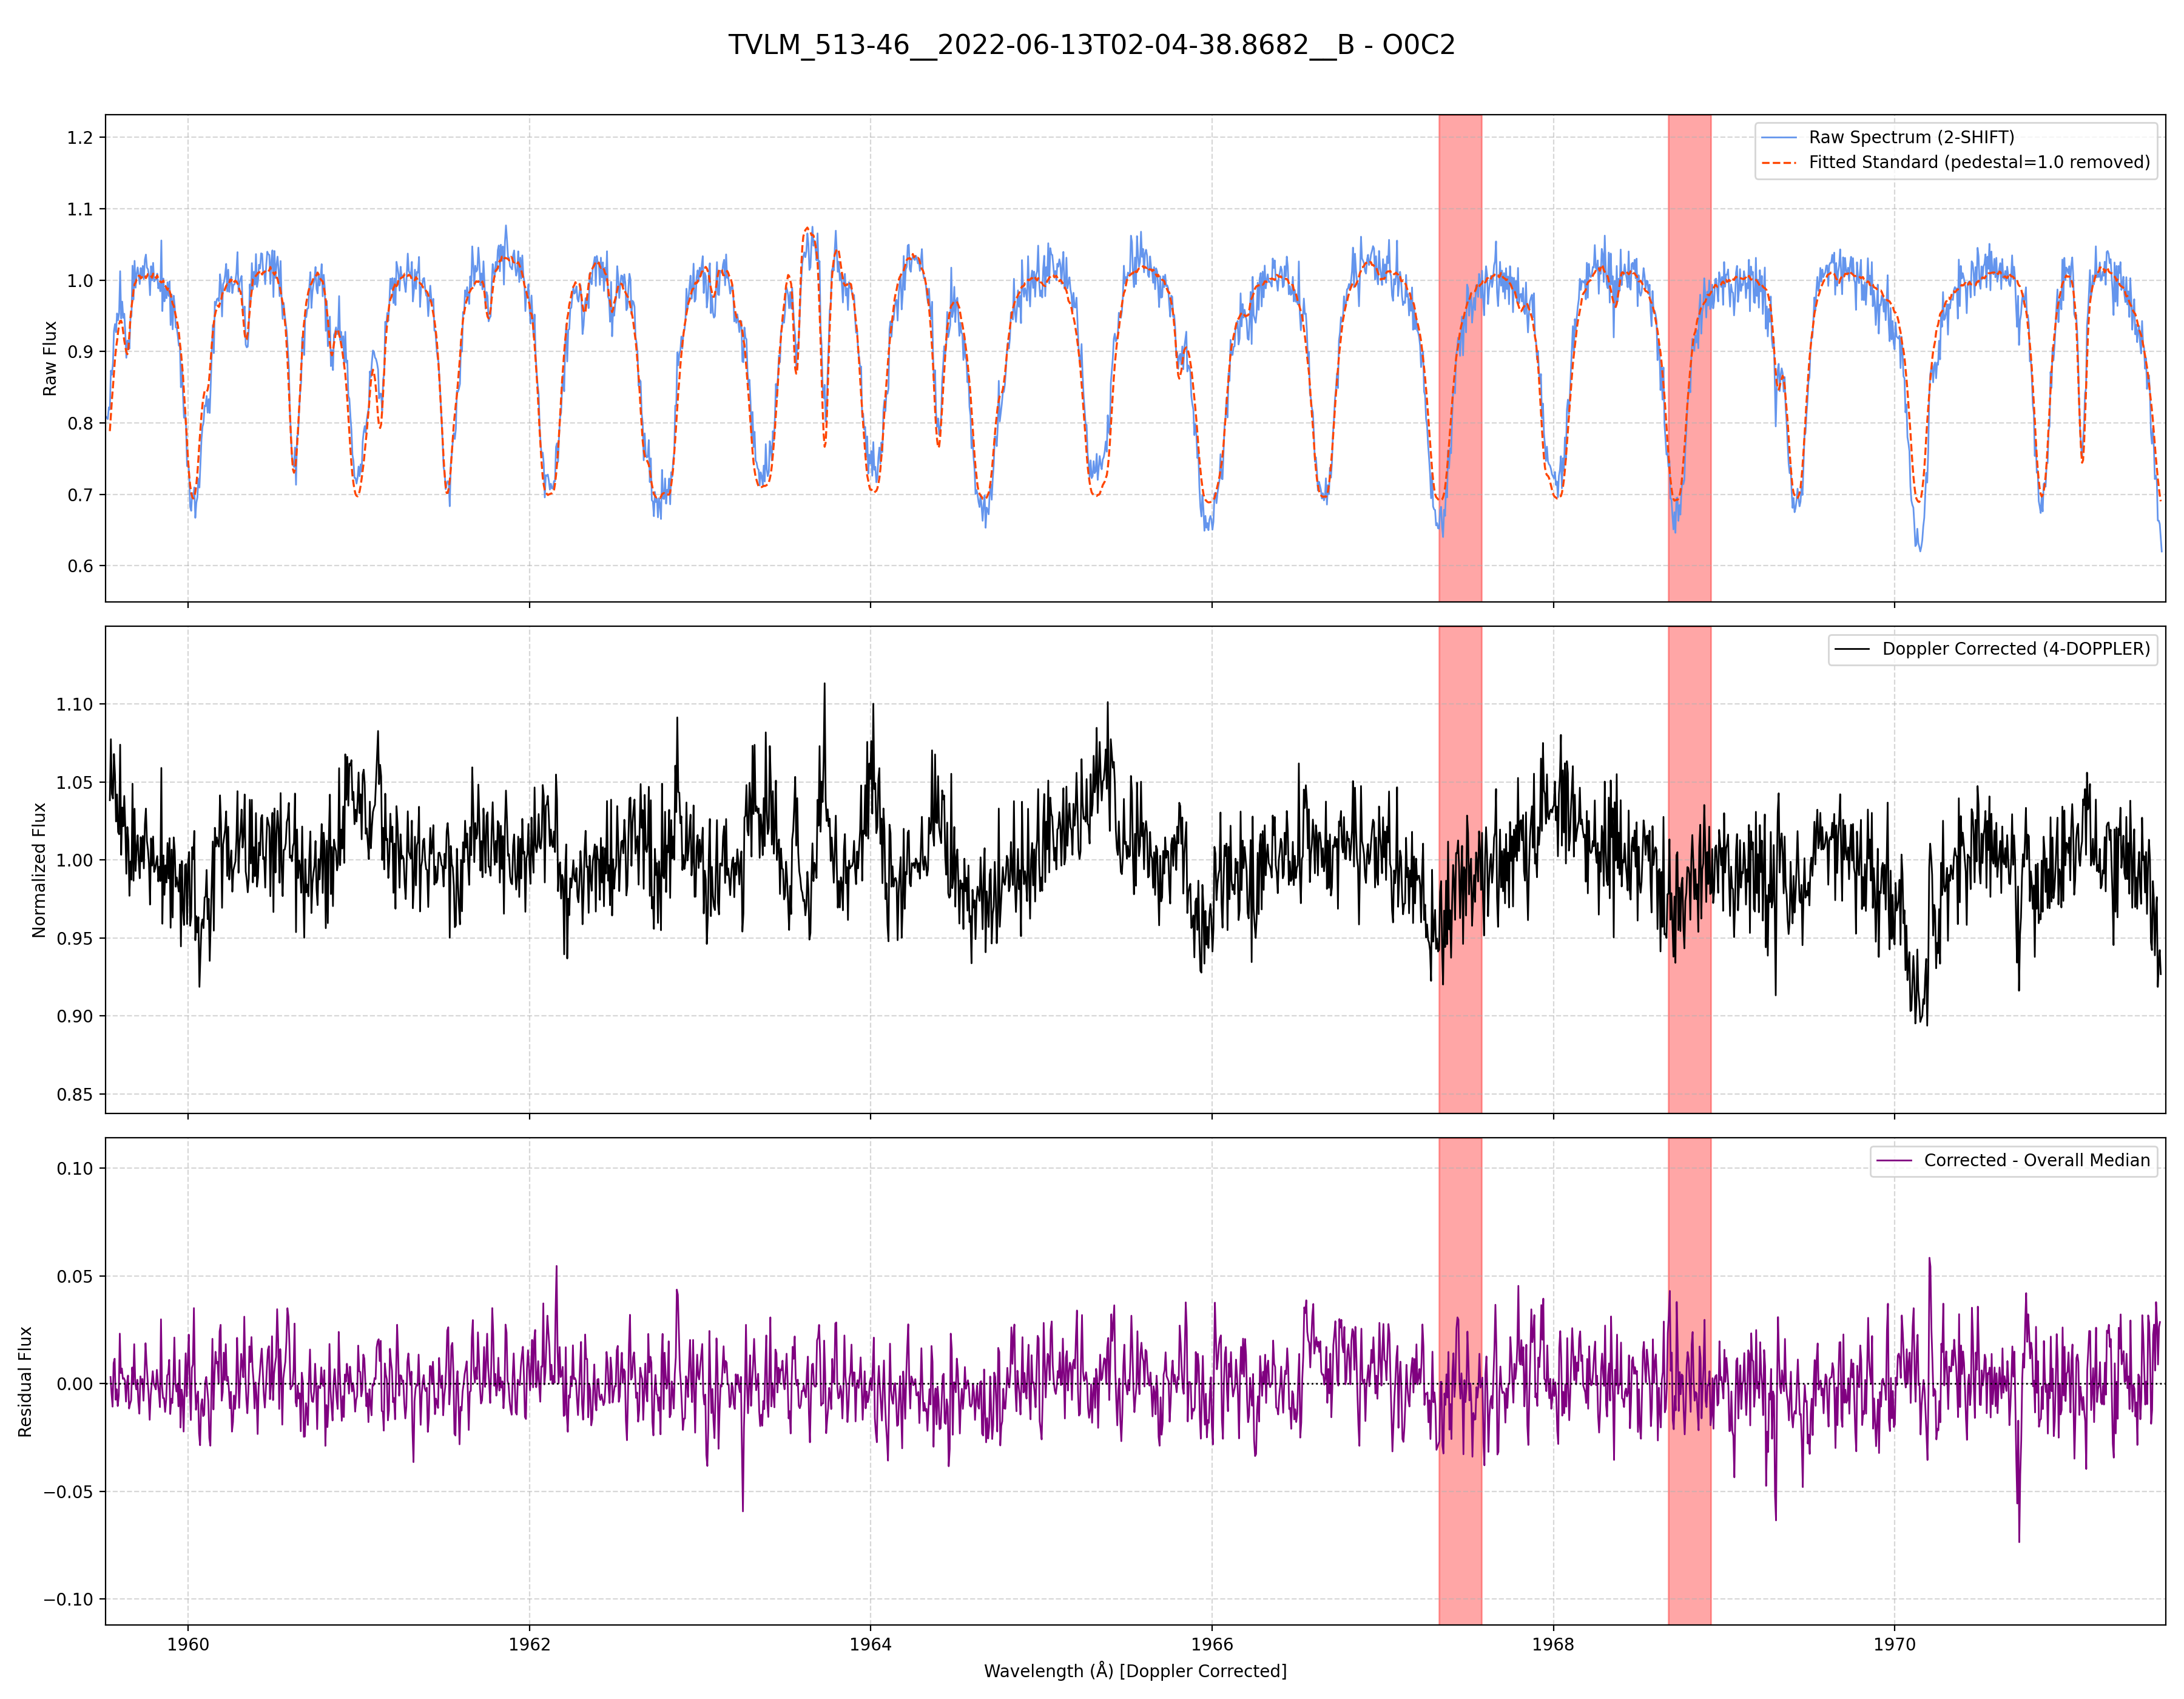 TVLM_513-46__2022-06-13T02-04-38.8682__B - O0C2
Raw Flux
1.2
1.1
1.0
0.9
0.8
0.7
0.6
Raw Spectrum (2-SHIFT)
Fitted Standard (pedestal=1.0 removed)
Normalized Flux
1.10
1.05
1.00
0.95
0.90
0.85
Doppler Corrected (4-DOPPLER)
Residual Flux
0.10
0.05
0.00
−0.05
−0.10
Corrected - Overall Median
1960 1962 1964 1966 1968 1970
Wavelength (Å) [Doppler Corrected]